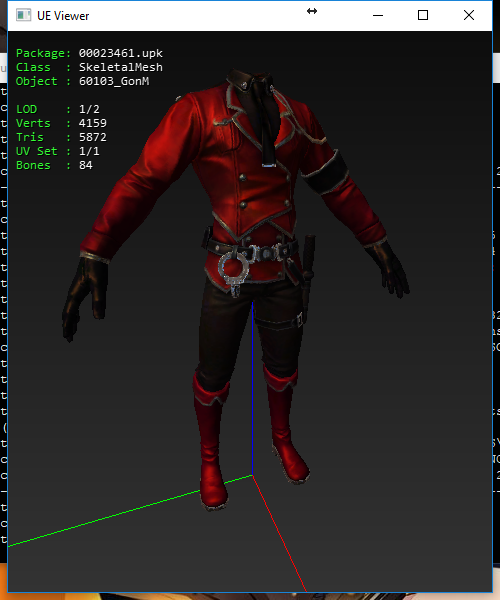 UE Viewer
Package: 00023461.upk
Class : SkeletalMesh
Object : 60103_GonM
LOD : 1/2
Verts : 4159
Tris : 5872
UV Set : 1/1
Bones : 84